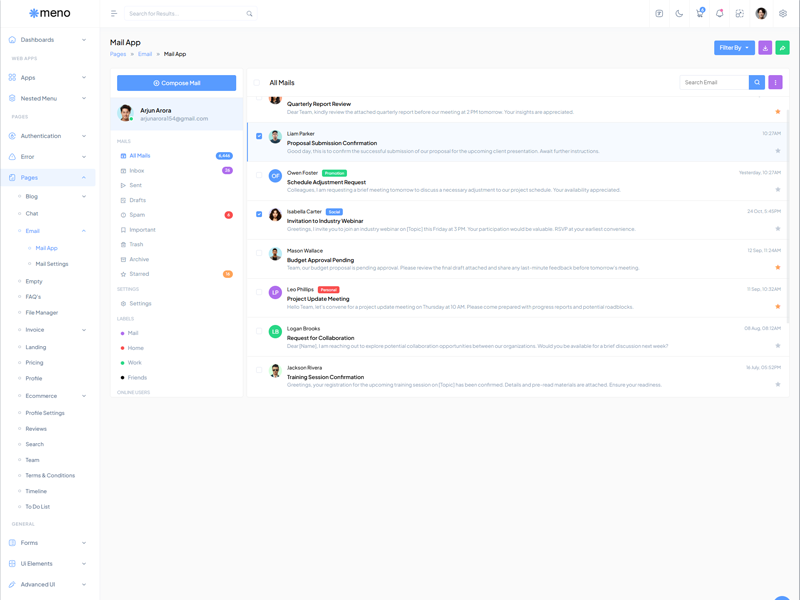 meno
Search for Results...
6
Dashboards
WEB APPS
Apps
Nested Menu
PAGES
Authentication
Error
Pages
Blog
Chat
Email
Mail App
Mail Settings
Empty
FAQ's
File Manager
Invoice
Landing
Pricing
Profile
Ecommerce
Profile Settings
Reviews
Search
Team
Terms & Conditions
Timeline
To Do List
GENERAL
Forms
Ui Elements
Advanced UI
Mail App
Pages » Email » Mail App
Filter By
Compose Mail
Arjun Arora
arjunarora154@gmail.com
MAILS
All Mails 6,446
Inbox 36
Sent
Drafts
Spam 6
Important
Trash
Archive
Starred
SETTINGS
Settings
LABELS
Mail
Home
Work
Friends
ONLINE USERS
All Mails
Search Email
Quarterly Report Review
Dear Team, kindly review the attached quarterly report before our meeting at 2 PM tomorrow. Your insights are appreciated.
Liam Parker 10:27AM
Proposal Submission Confirmation
Good day, this is to confirm the successful submission of our proposal for the upcoming client presentation. Await further instructions.
OF
Owen Foster Promotion Yesterday, 10:27AM
Schedule Adjustment Request
Colleagues, I am requesting a brief meeting tomorrow to discuss a necessary adjustment to our project schedule. Your availability appreciated.
Isabella Carter Social 24 Oct, 5:45PM
Invitation to Industry Webinar
Greetings, I invite you to join an industry webinar on [Topic] this Friday at 3 PM. Your participation would be valuable. RSVP at your earliest convenience.
Mason Wallace 12 Sep, 11:24AM
Budget Approval Pending
Team, our budget proposal is pending approval. Please review the final draft attached and share any last-minute feedback before tomorrow's meeting.
LP
Leo Phillips Personal 11 Sep, 10:32AM
Project Update Meeting
Hello Team, let's convene for a project update meeting on Thursday at 10 AM. Please come prepared with progress reports and potential roadblocks.
LB
Logan Brooks 08 Aug, 08:12AM
Request for Collaboration
Dear [Name], I am reaching out to explore potential collaboration opportunities between our organizations. Would you be available for a brief discussion next week?
Jackson Rivera 16 July, 05:52PM
Training Session Confirmation
Greetings, your registration for the upcoming training session on [Topic] has been confirmed. Details and pre-read materials are attached. Ensure your readiness.